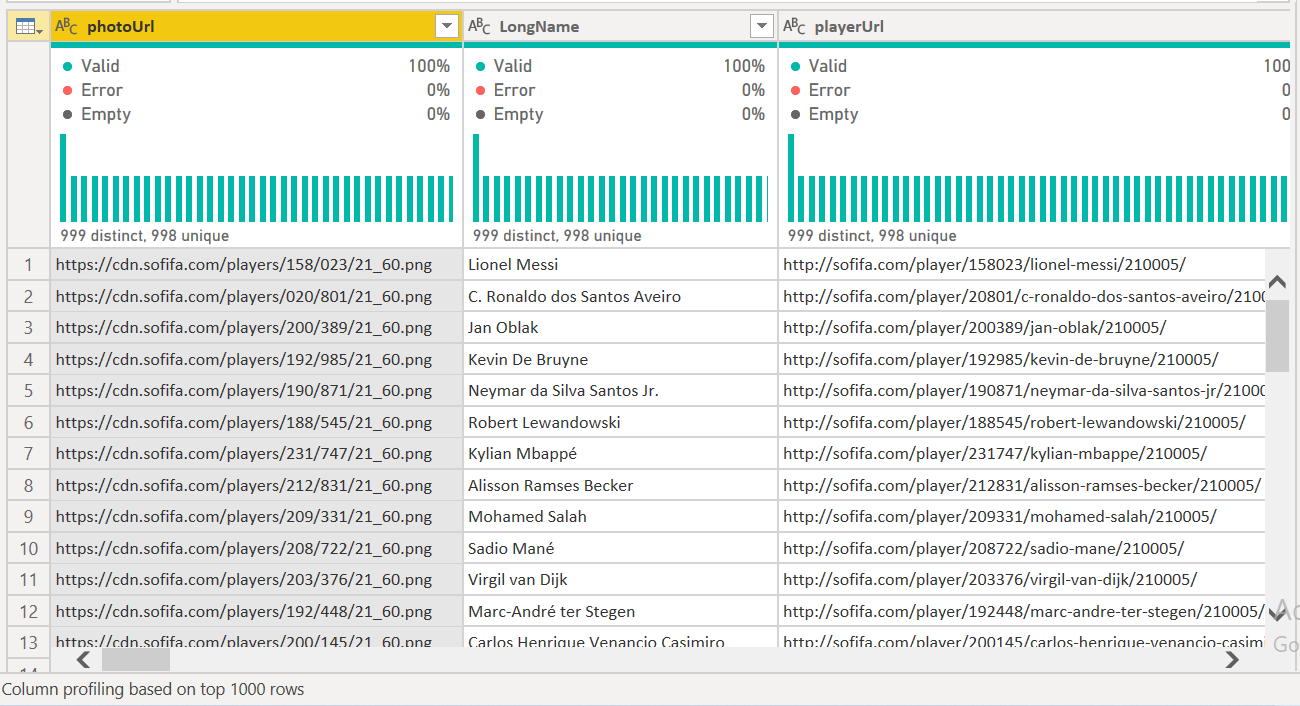 ABC photoUrl ABC LongName ABC playerUrl
Valid 100% Valid 100% Valid 100
Error 0% Error 0% Error 0
Empty 0% Empty 0% Empty 0
999 distinct, 998 unique 999 distinct, 998 unique 999 distinct, 998 unique
1 https://cdn.sofifa.com/players/158/023/21_60.png Lionel Messi http://sofifa.com/player/158023/lionel-messi/210005/
2 https://cdn.sofifa.com/players/020/801/21_60.png C. Ronaldo dos Santos Aveiro http://sofifa.com/player/20801/c-ronaldo-dos-santos-aveiro/210
3 https://cdn.sofifa.com/players/200/389/21_60.png Jan Oblak http://sofifa.com/player/200389/jan-oblak/210005/
4 https://cdn.sofifa.com/players/192/985/21_60.png Kevin De Bruyne http://sofifa.com/player/192985/kevin-de-bruyne/210005/
5 https://cdn.sofifa.com/players/190/871/21_60.png Neymar da Silva Santos Jr. http://sofifa.com/player/190871/neymar-da-silva-santos-jr/21000
6 https://cdn.sofifa.com/players/188/545/21_60.png Robert Lewandowski http://sofifa.com/player/188545/robert-lewandowski/210005/
7 https://cdn.sofifa.com/players/231/747/21_60.png Kylian Mbappé http://sofifa.com/player/231747/kylian-mbappe/210005/
8 https://cdn.sofifa.com/players/212/831/21_60.png Alisson Ramses Becker http://sofifa.com/player/212831/alisson-ramses-becker/210005/
9 https://cdn.sofifa.com/players/209/331/21_60.png Mohamed Salah http://sofifa.com/player/209331/mohamed-salah/210005/
10 https://cdn.sofifa.com/players/208/722/21_60.png Sadio Mané http://sofifa.com/player/208722/sadio-mane/210005/
11 https://cdn.sofifa.com/players/203/376/21_60.png Virgil van Dijk http://sofifa.com/player/203376/virgil-van-dijk/210005/
12 https://cdn.sofifa.com/players/192/448/21_60.png Marc-André ter Stegen http://sofifa.com/player/192448/marc-andre-ter-stegen/210005/
13 https://cdn.sofifa.com/players/200/145/21_60.png Carlos Henrique Venancio Casimiro http://sofifa.com/player/200145/carlos-henrique-venancio-casim
Go
Column profiling based on top 1000 rows